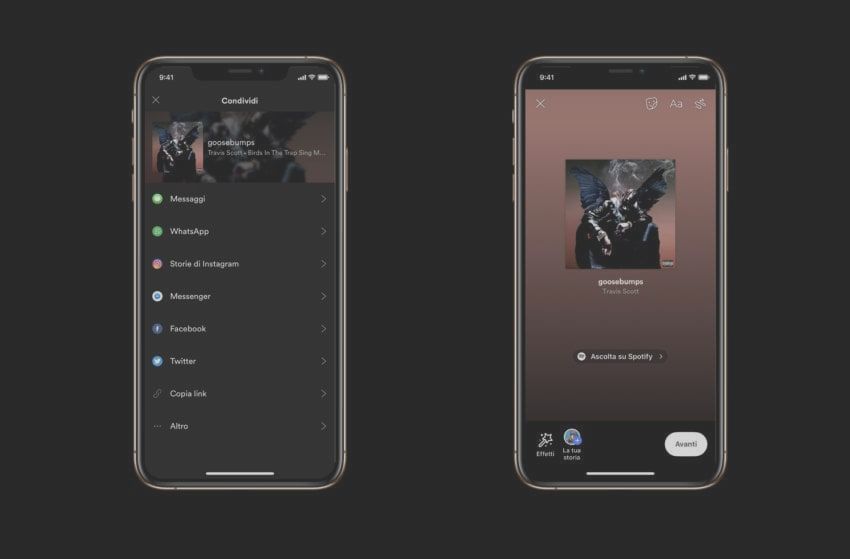 9:41
Condividi
goosebumps
Travis Scott • Birds In The Trap Sing M...
Messaggi
WhatsApp
Storie di Instagram
Messenger
Facebook
Twitter
Copia link
Altro
9:41
Aa
goosebumps
Travis Scott
Ascolta su Spotify
Effetti
La tua
storia
Avanti